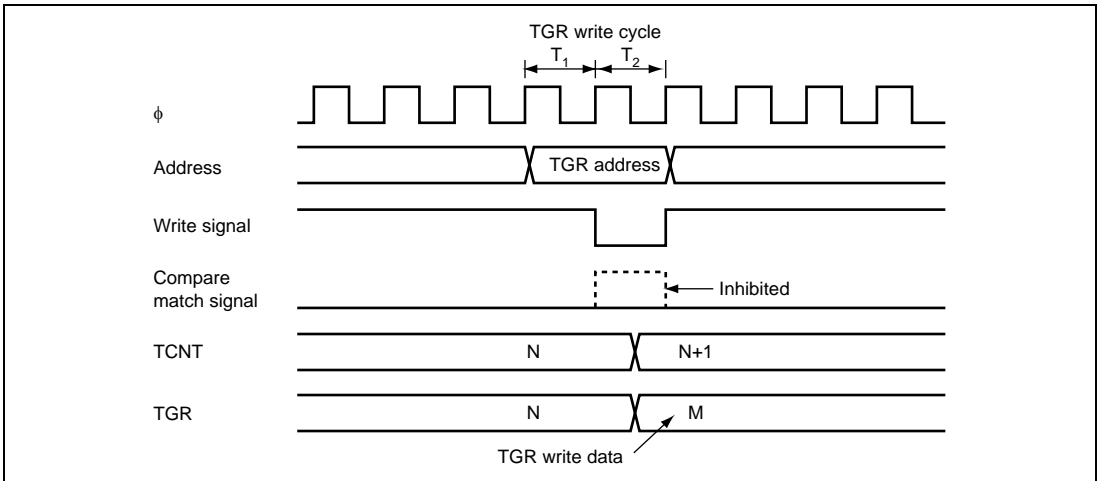 TGR write cycle
T1 T2
ϕ
Address TGR address
Write signal
Compare
match signal
Inhibited
TCNT N N+1
TGR N M
TGR write data